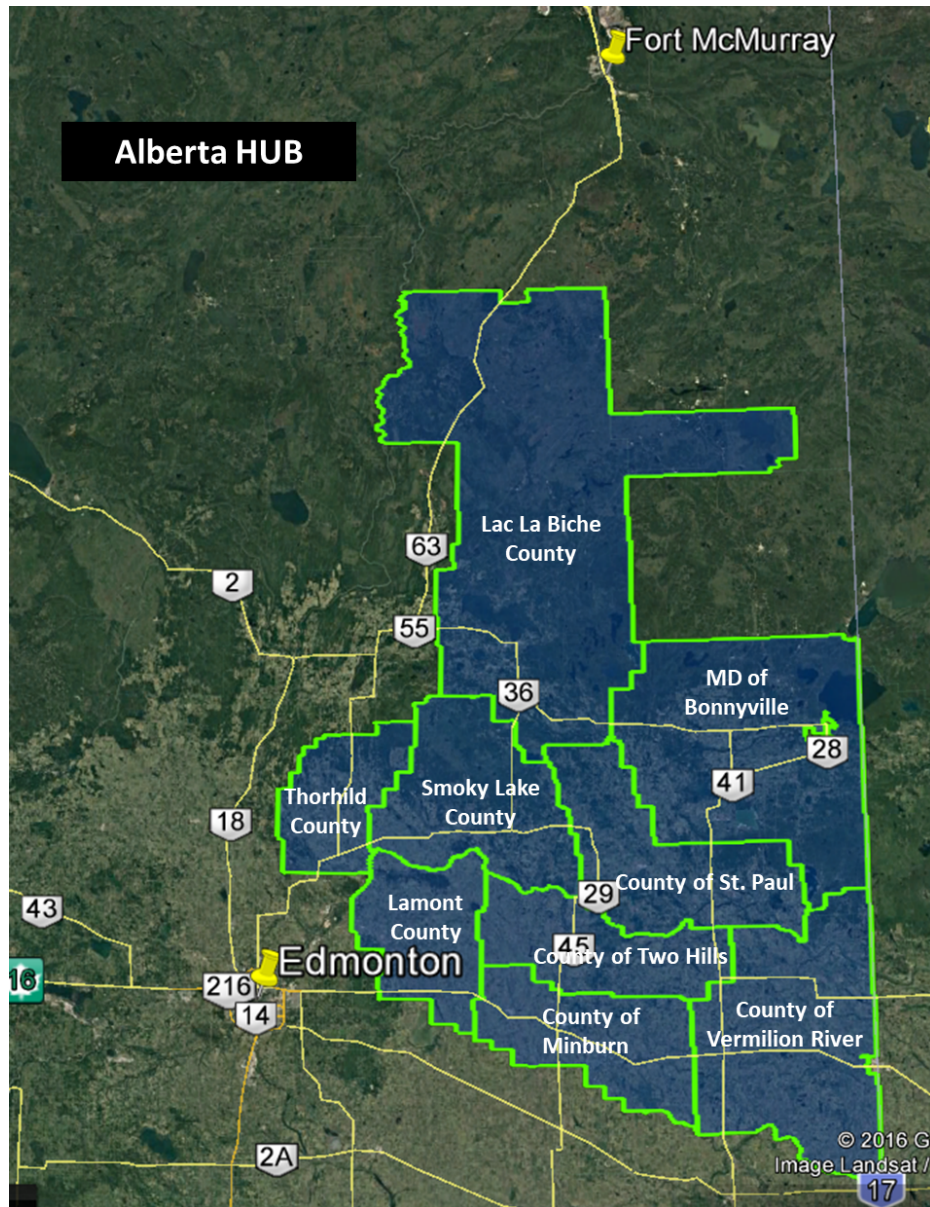 Fort McMurray
Alberta HUB
Lac La Biche
County
63
2
55
36
MD of
Bonnyville
28
41
Thorhild
County
Smoky Lake
County
18
County of St. Paul
29
Lamont
County
43
45
County of Two Hills
Edmonton
16
216
14
County of
Minburn
County of
Vermilion River
2A
© 2016 G
Image Landsat /
17